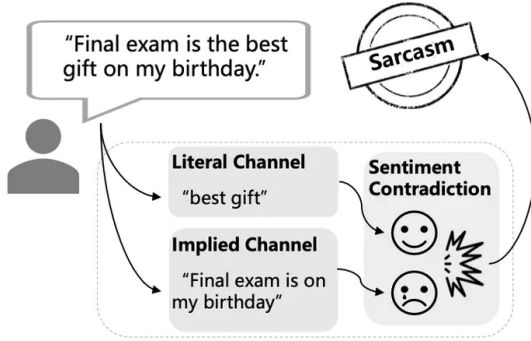 “Final exam is the best
gift on my birthday.”
Sarcasm
Literal Channel
“best gift”
Implied Channel
“Final exam is on
my birthday”
Sentiment
Contradiction